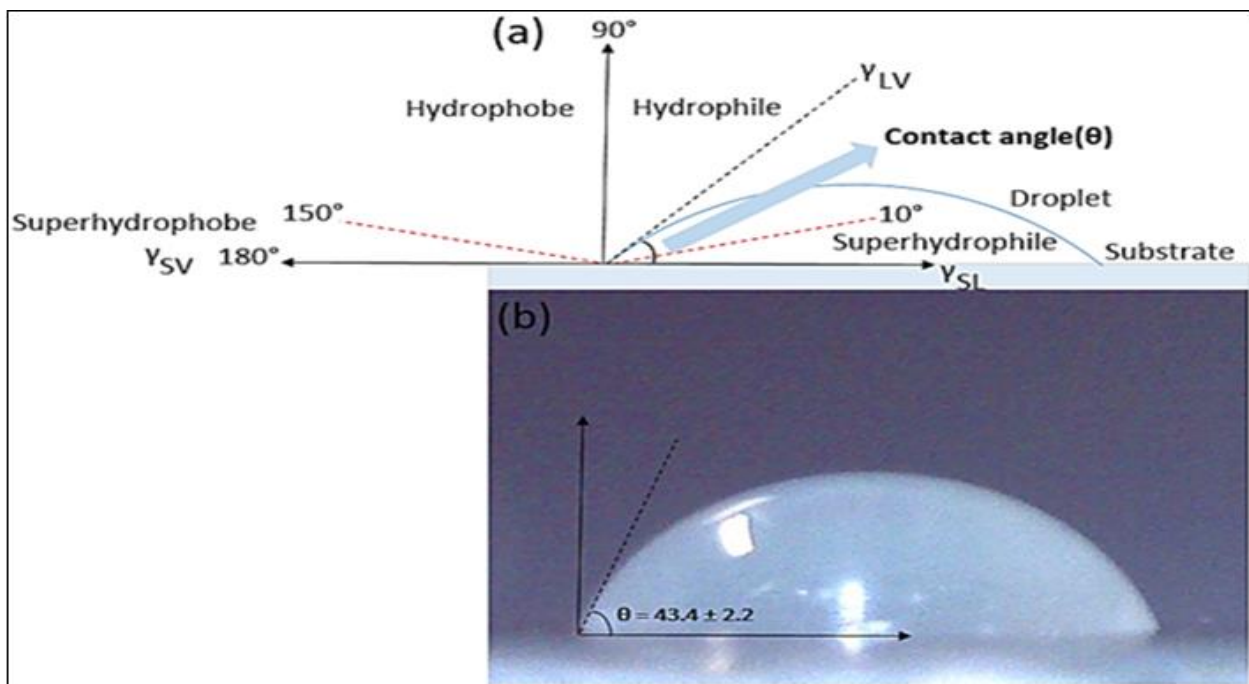 (a)
90°
Hydrophobe
Hydrophile
γLV
Contact angle(θ)
Droplet
Superhydrophobe
150°
10°
Superhydrophile
Substrate
γSV
180°
γSL
(b)
θ = 43.4 ± 2.2